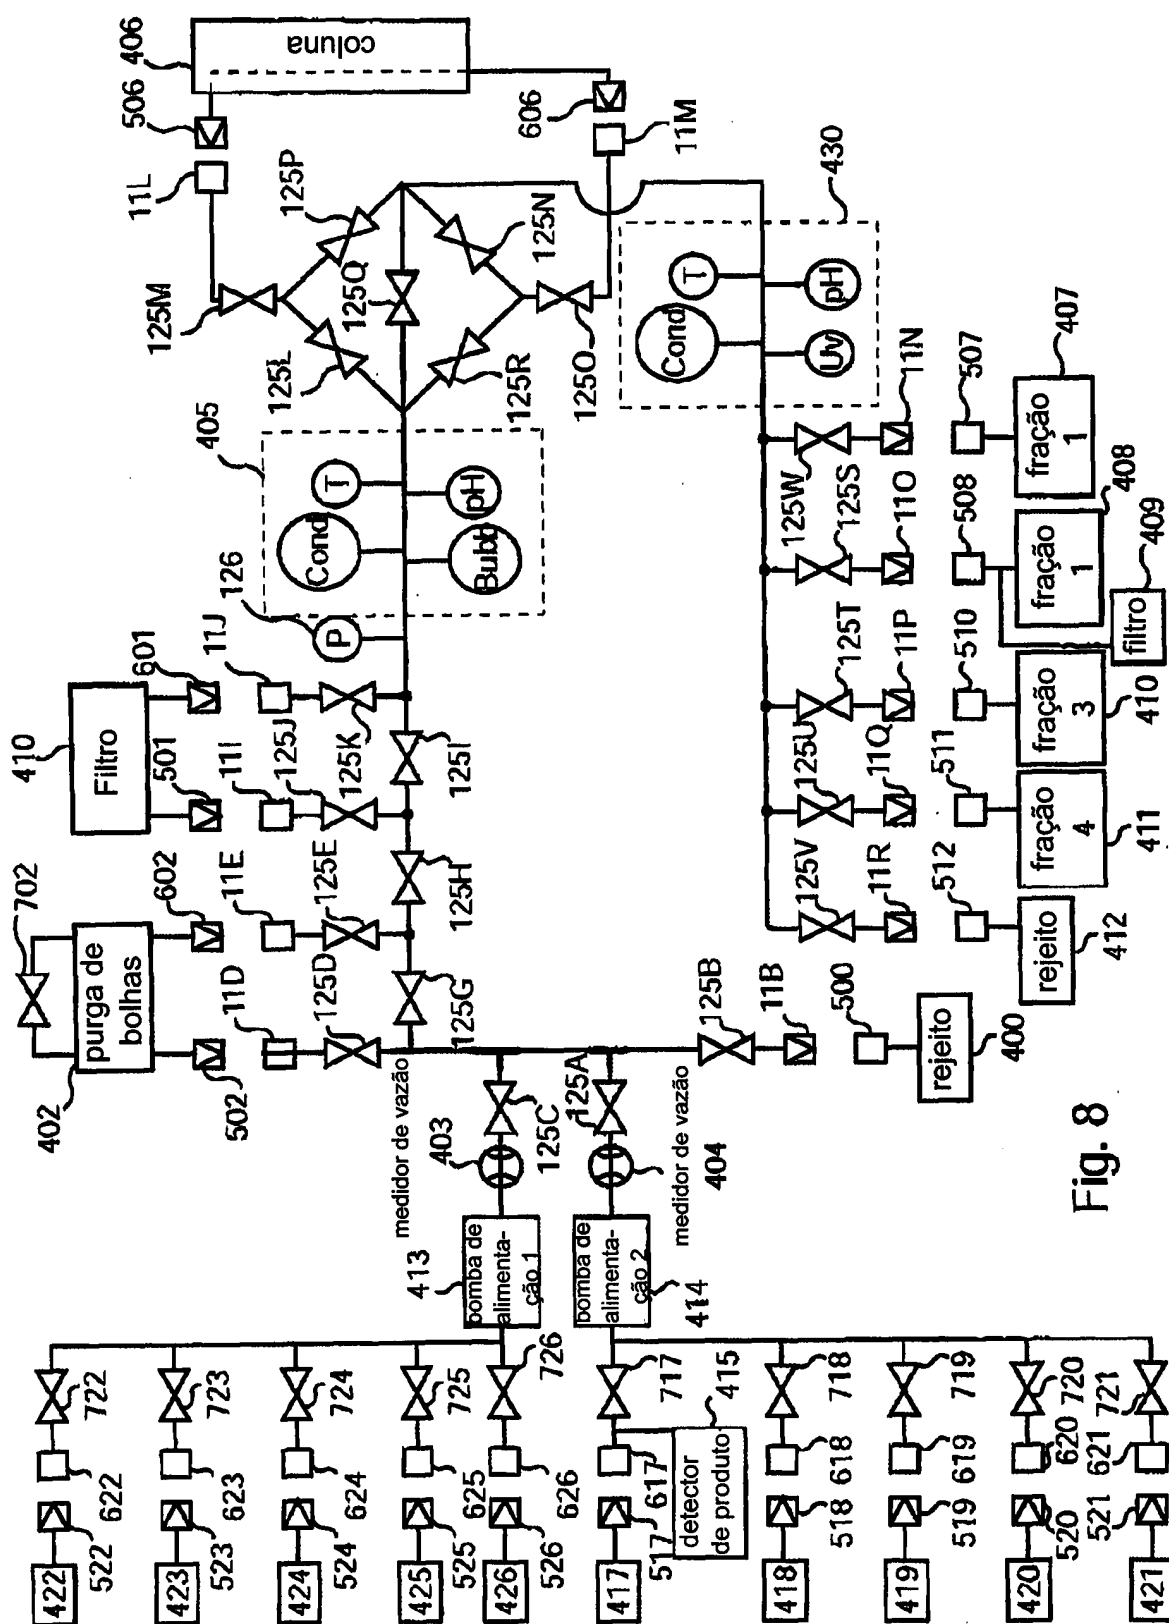 406
coluna
506
11L
606
11M
125P
125M
125Q
125N
125L
125R
125O
430
T
Cond
pH
Uv
405
T
Cond
pH
Bubl
126
P
125W
11N
507
407
fração
1
125S
11O
508
408
fração
1
409
filtro
125T
11P
510
fração
3
410
125U
11Q
511
fração
4
411
125V
11R
512
rejeito
412
410
Filtro
601
501
11J
11I
125J
125K
125I
702
purga de
bolhas
402
602
502
11E
11D
125E
125D
125H
125G
125B
11B
500
rejeito
400
medidor de vazão
403
125C
125A
medidor de vazão
404
413
bomba de
alimenta-
ção 1
bomba de
alimenta-
ção 2
414
Fig. 8
722
723
724
725
726
717
718
719
720
721
622
623
624
625
626
617
415
detector
de produto
618
619
620
621
522
523
524
525
526
517
518
519
520
521
422
423
424
425
426
417
418
419
420
421